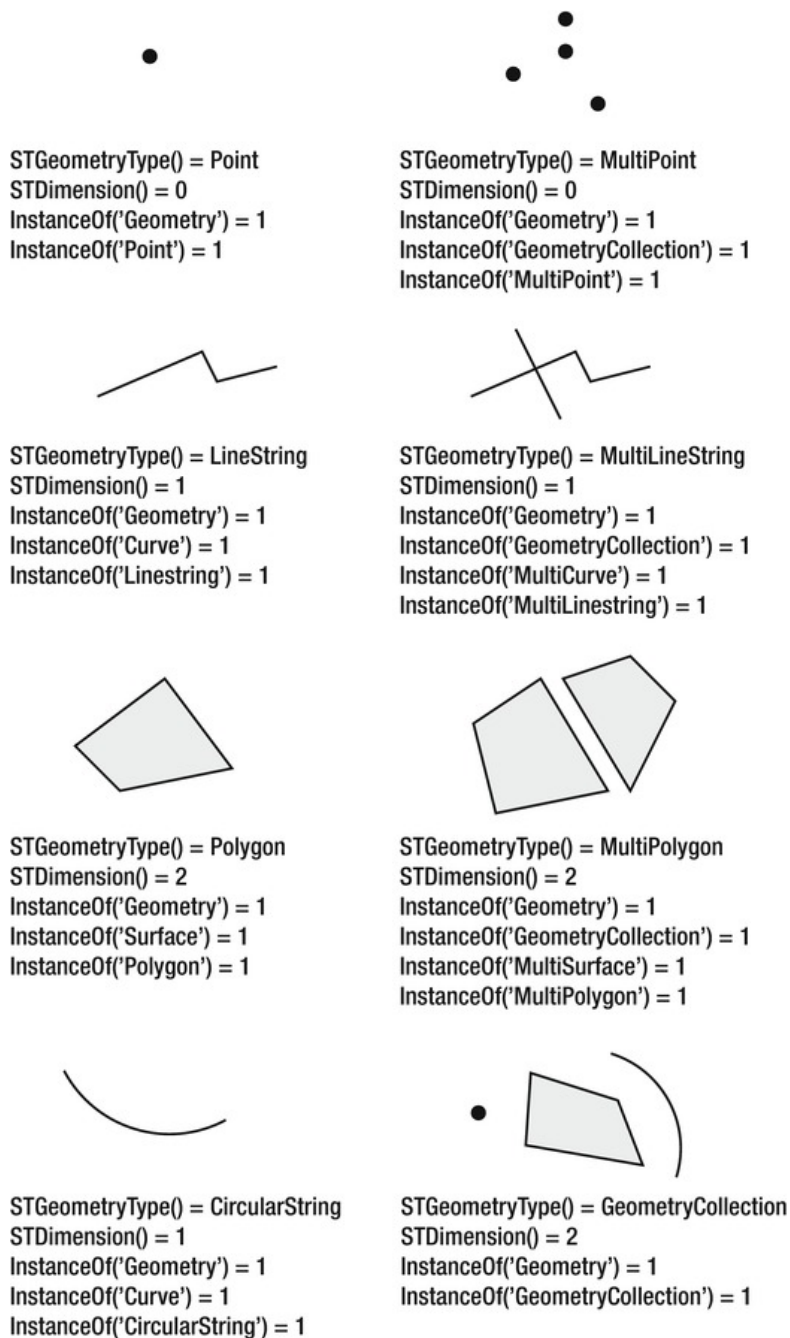 STGeometryType() = Point
STDimension() = 0
InstanceOf('Geometry') = 1
InstanceOf('Point') = 1
STGeometryType() = MultiPoint
STDimension() = 0
InstanceOf('Geometry') = 1
InstanceOf('GeometryCollection') = 1
InstanceOf('MultiPoint') = 1
STGeometryType() = LineString
STDimension() = 1
InstanceOf('Geometry') = 1
InstanceOf('Curve') = 1
InstanceOf('Linestring') = 1
STGeometryType() = MultiLineString
STDimension() = 1
InstanceOf('Geometry') = 1
InstanceOf('GeometryCollection') = 1
InstanceOf('MultiCurve') = 1
InstanceOf('MultiLinestring') = 1
STGeometryType() = Polygon
STDimension() = 2
InstanceOf('Geometry') = 1
InstanceOf('Surface') = 1
InstanceOf('Polygon') = 1
STGeometryType() = MultiPolygon
STDimension() = 2
InstanceOf('Geometry') = 1
InstanceOf('GeometryCollection') = 1
InstanceOf('MultiSurface') = 1
InstanceOf('MultiPolygon') = 1
STGeometryType() = CircularString
STDimension() = 1
InstanceOf('Geometry') = 1
InstanceOf('Curve') = 1
InstanceOf('CircularString') = 1
STGeometryType() = GeometryCollection
STDimension() = 2
InstanceOf('Geometry') = 1
InstanceOf('GeometryCollection') = 1